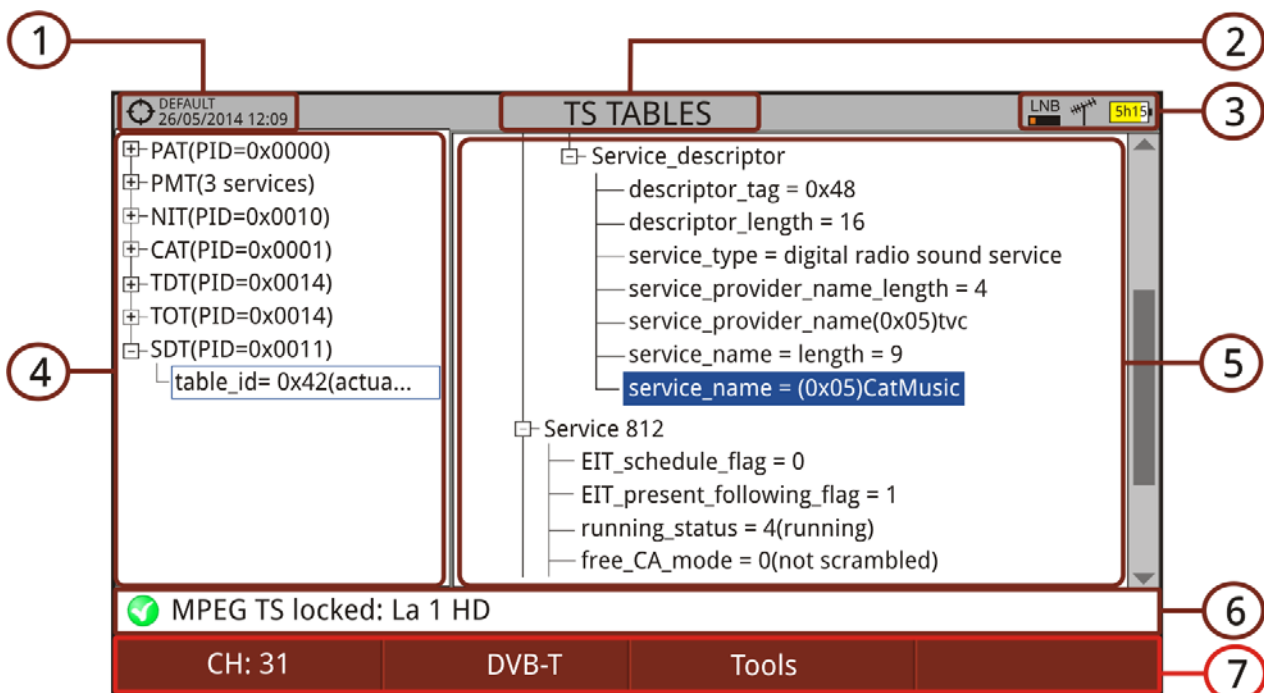 1
2
3
DEFAULT
26/05/2014 12:09
TS TABLES
LNB
5h15
PAT(PID=0x0000)
PMT(3 services)
NIT(PID=0x0010)
CAT(PID=0x0001)
TDT(PID=0x0014)
TOT(PID=0x0014)
SDT(PID=0x0011)
table_id= 0x42(actua...
4
Service_descriptor
descriptor_tag = 0x48
descriptor_length = 16
service_type = digital radio sound service
service_provider_name_length = 4
service_provider_name(0x05)tvc
service_name = length = 9
service_name = (0x05)CatMusic
Service 812
EIT_schedule_flag = 0
EIT_present_following_flag = 1
running_status = 4(running)
free_CA_mode = 0(not scrambled)
5
MPEG TS locked: La 1 HD
6
CH: 31
DVB-T
Tools
7